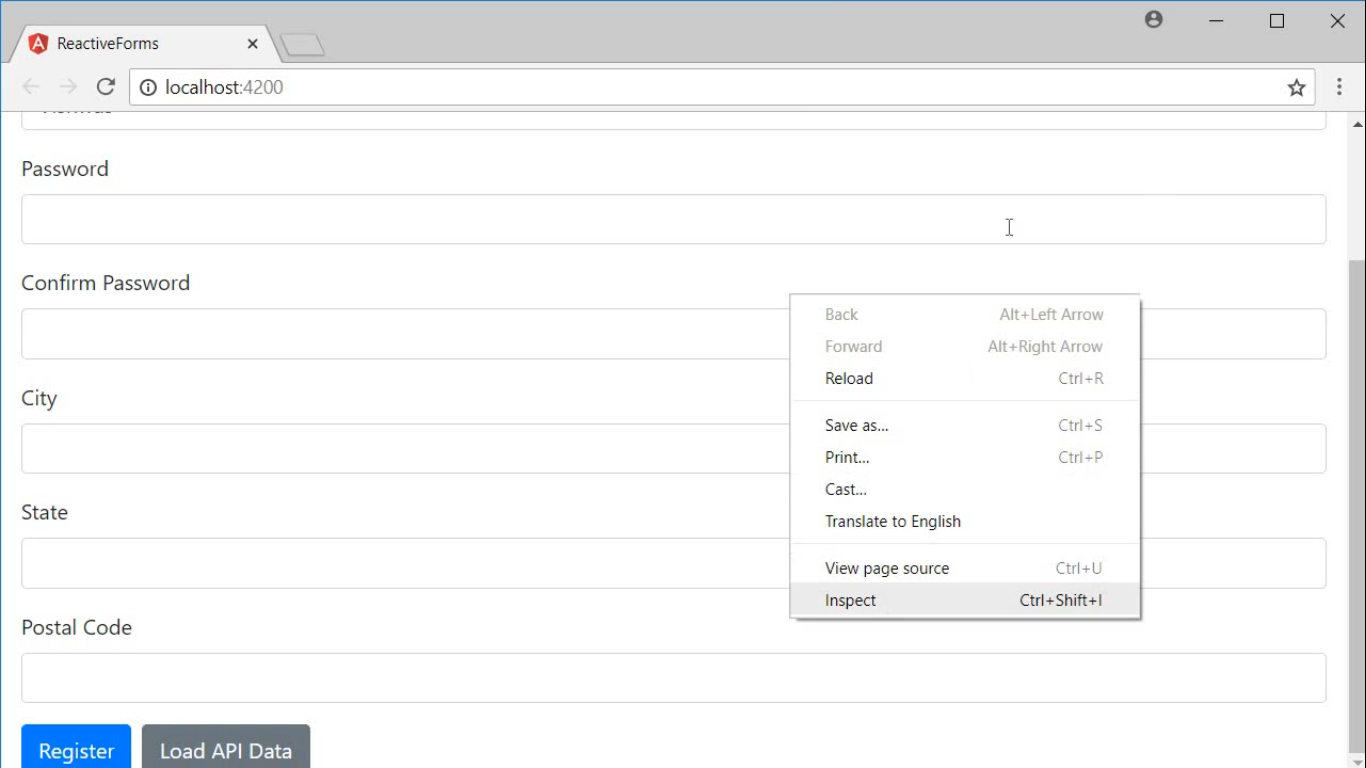 ReactiveForms
localhost:4200
Password
Confirm Password
Back Alt+Left Arrow
Forward Alt+Right Arrow
Reload Ctrl+R
City
Save as... Ctrl+S
Print... Ctrl+P
Cast...
State
Translate to English
View page source Ctrl+U
Inspect Ctrl+Shift+I
Postal Code
Register Load API Data